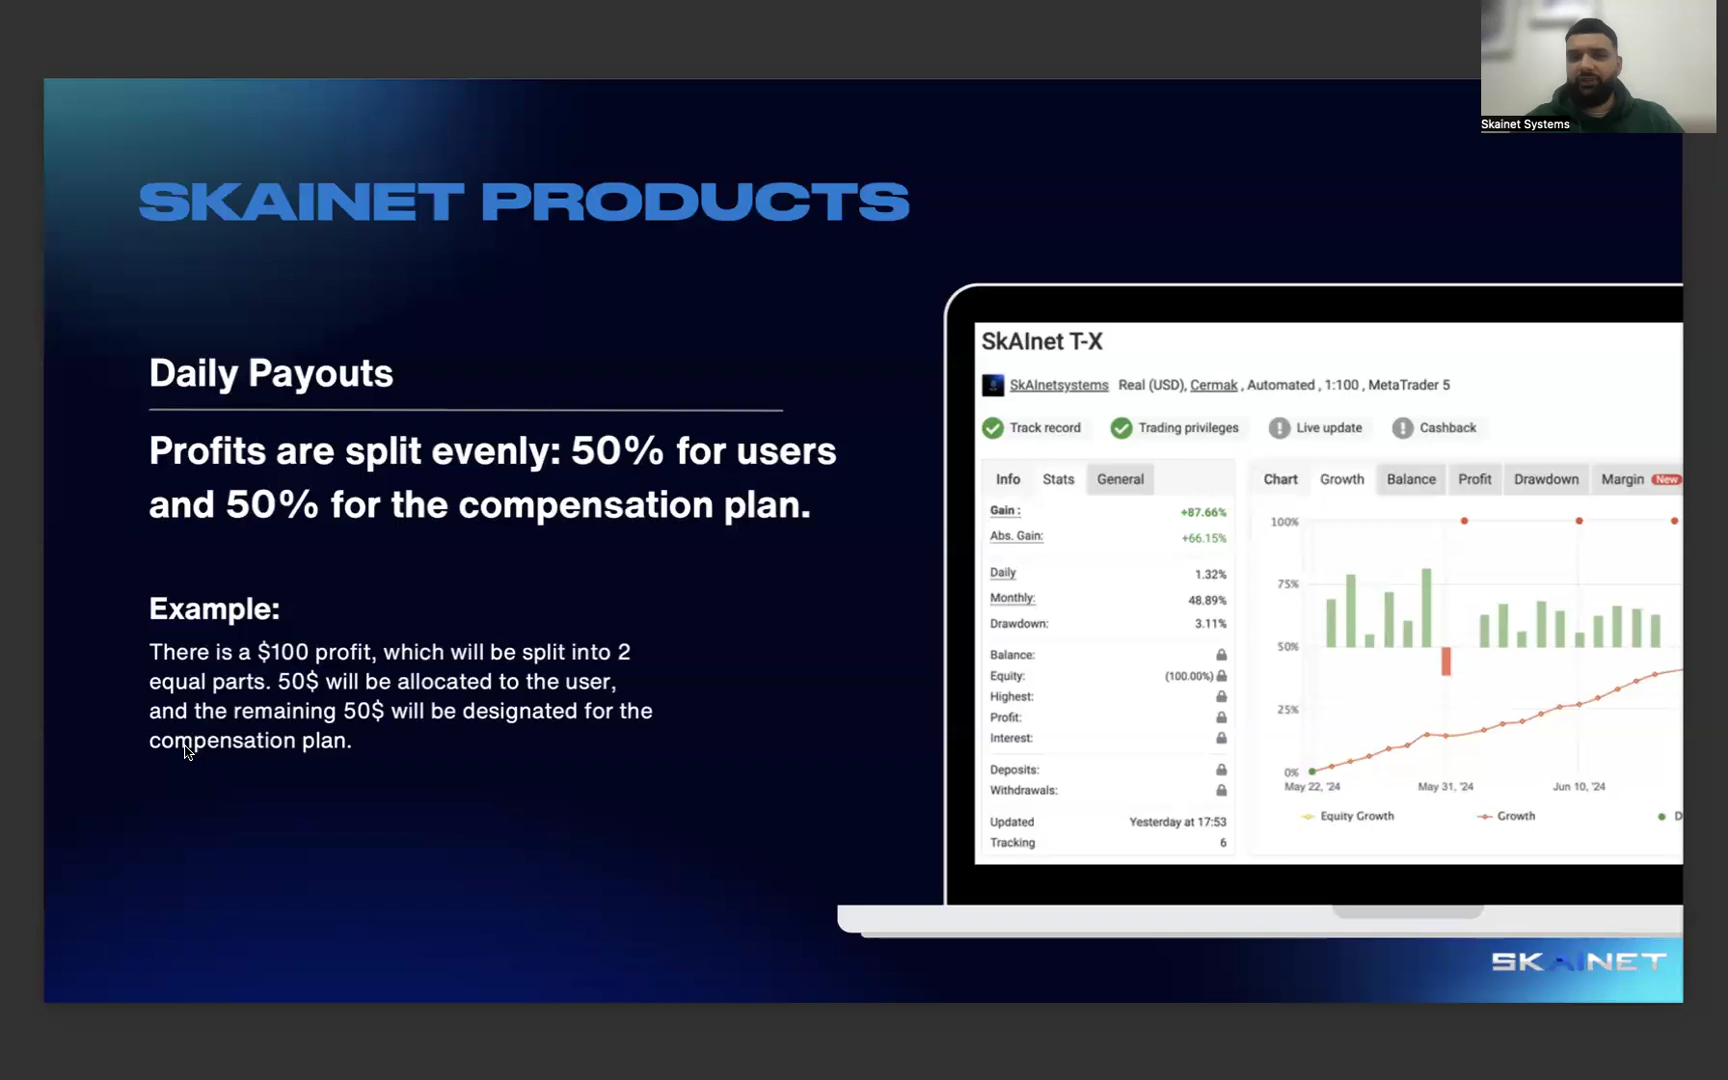 Skainet Systems
SKAINET PRODUCTS
Daily Payouts
Profits are split evenly: 50% for users
and 50% for the compensation plan.
Example:
There is a $100 profit, which will be split into 2
equal parts. 50$ will be allocated to the user,
and the remaining 50$ will be designated for the
compensation plan.
SkAInet T-X
SkAInetsystems Real (USD), Cermak , Automated , 1:100 , MetaTrader 5
Track record Trading privileges Live update Cashback
Info Stats General
Gain : +87.66%
Abs. Gain: +66.15%
Daily 1.32%
Monthly: 48.89%
Drawdown: 3.11%
Balance:
Equity: (100.00%)
Highest:
Profit:
Interest:
Deposits:
Withdrawals:
Updated Yesterday at 17:53
Tracking 6
Chart Growth Balance Profit Drawdown Margin New
100%
75%
50%
25%
0%
May 22, '24 May 31, '24 Jun 10, '24
Equity Growth Growth D
SKAINET